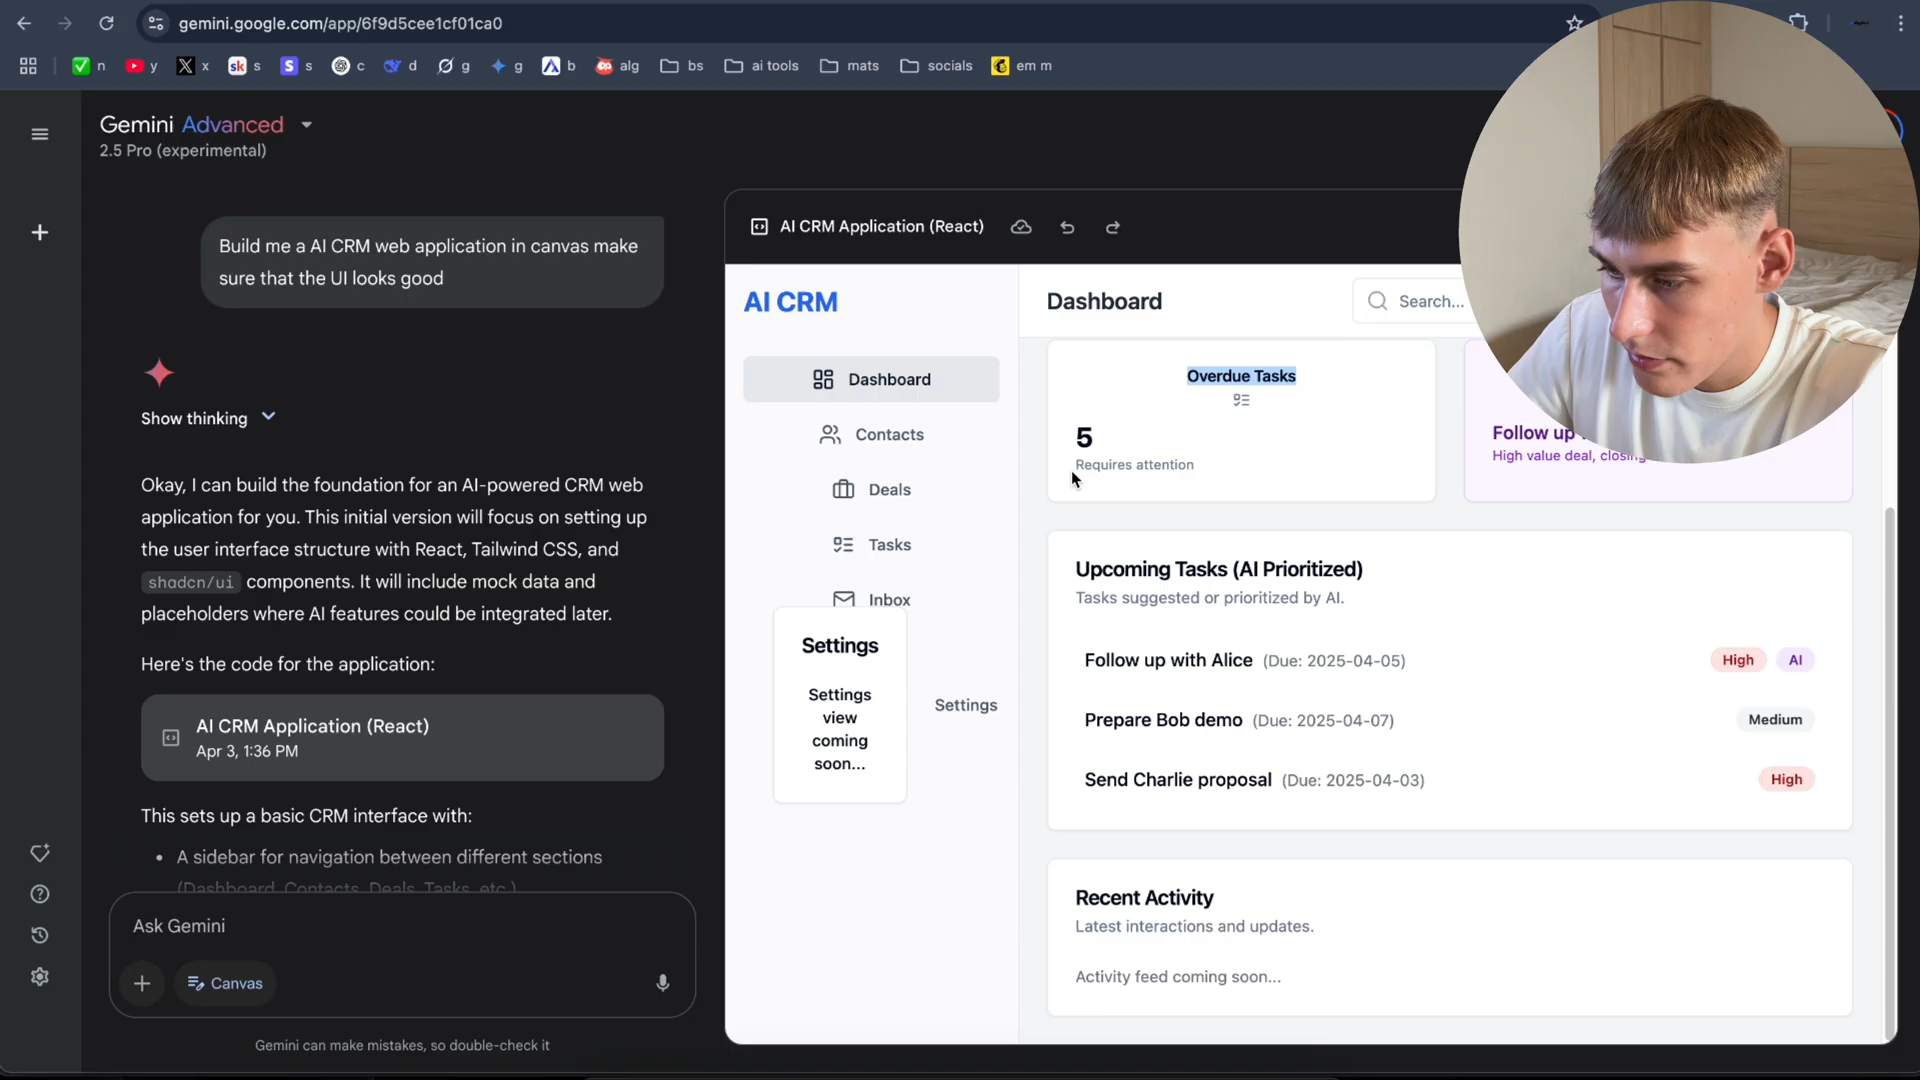 gemini.google.com/app/6f9d5cee1cf01ca0
n
y
x
sk s
S s
c
d
g
g
b
alg
bs
ai tools
mats
socials
em m
Gemini Advanced
2.5 Pro (experimental)
Build me a AI CRM web application in canvas make
sure that the UI looks good
Show thinking
Okay, I can build the foundation for an AI-powered CRM web
application for you. This initial version will focus on setting up
the user interface structure with React, Tailwind CSS, and
shadcn/ui components. It will include mock data and
placeholders where AI features could be integrated later.
Here's the code for the application:
AI CRM Application (React)
Apr 3, 1:36 PM
This sets up a basic CRM interface with:
• A sidebar for navigation between different sections
(Dashboard, Contacts, Deals, Tasks, etc.)
Ask Gemini
Canvas
Gemini can make mistakes, so double-check it
AI CRM Application (React)
AI CRM
Dashboard
Contacts
Deals
Tasks
Inbox
Settings
Settings
view
coming
soon...
Settings
Dashboard
Search...
Overdue Tasks
5
Requires attention
Follow up
High value deal, closing
Upcoming Tasks (AI Prioritized)
Tasks suggested or prioritized by AI.
Follow up with Alice (Due: 2025-04-05) High AI
Prepare Bob demo (Due: 2025-04-07) Medium
Send Charlie proposal (Due: 2025-04-03) High
Recent Activity
Latest interactions and updates.
Activity feed coming soon...